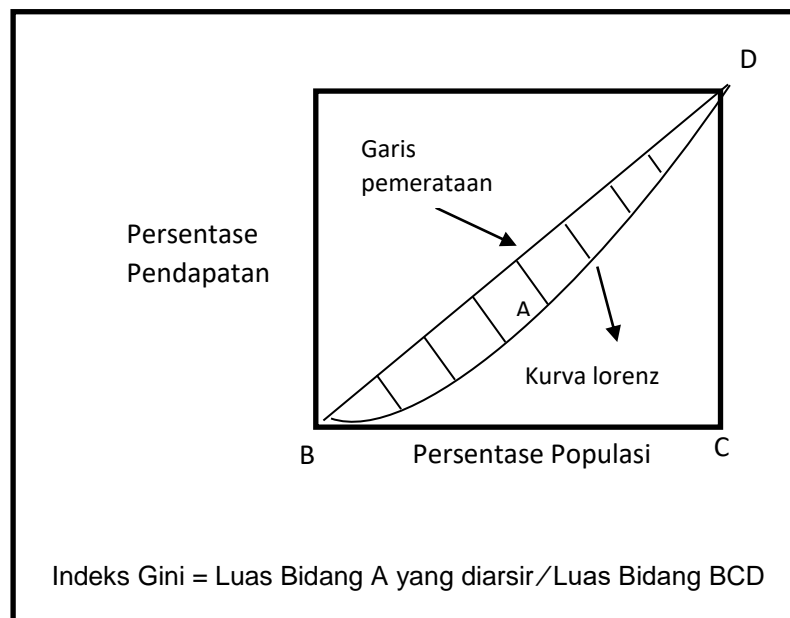 D
Garis
pemerataan
Persentase
Pendapatan
A
Kurva lorenz
B
Persentase Populasi
C
Indeks Gini = Luas Bidang A yang diarsir/Luas Bidang BCD